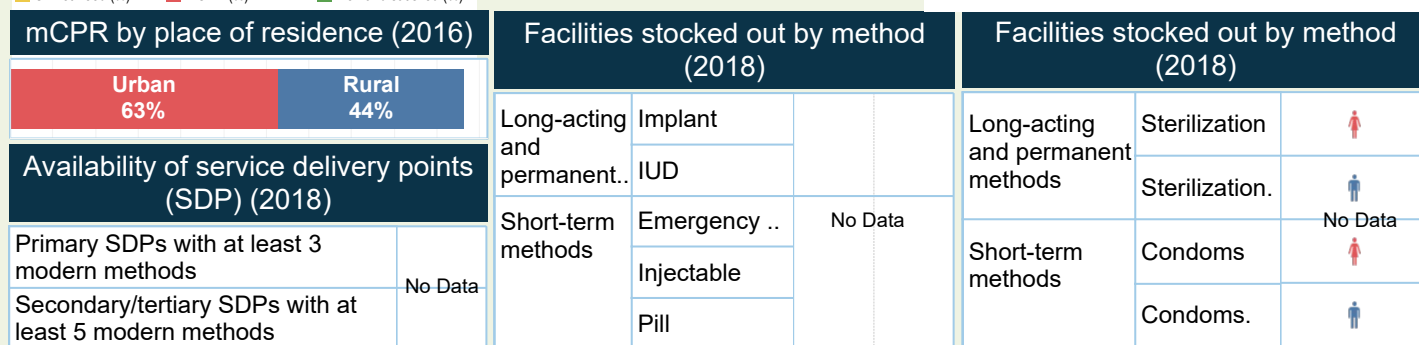 mCPR by place of residence (2016)
Urban
63%
Rural
44%
Availability of service delivery points
(SDP) (2018)
Primary SDPs with at least 3
modern methods
No Data
Secondary/tertiary SDPs with at
least 5 modern methods
Facilities stocked out by method
(2018)
Long-acting
and
permanent..
Implant
IUD
Short-term
methods
Emergency ..
Injectable
Pill
No Data
Facilities stocked out by method
(2018)
Long-acting
and permanent
methods
Sterilization
Sterilization.
No Data
Short-term
methods
Condoms
Condoms.